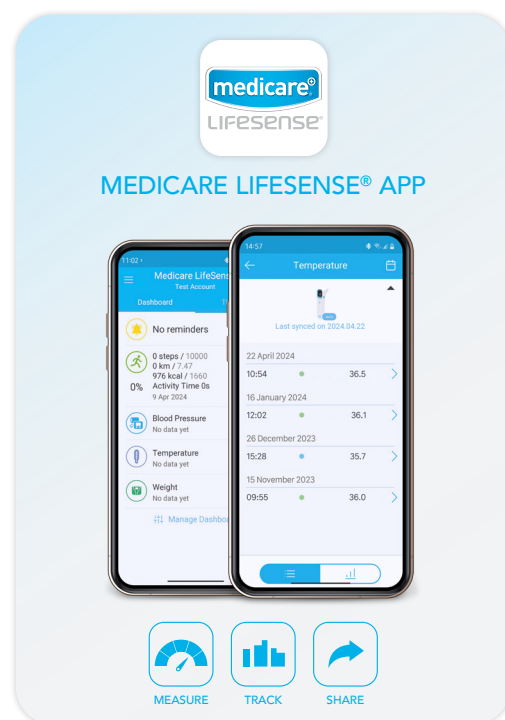 medicare®
LIFESENSE®
MEDICARE LIFESENSE® APP
11:02
Medicare LifeSens
Test Account
Dashboard
No reminders
0 steps / 10000
0 km / 7.47
976 kcal / 1660
0% Activity Time 0s
9 Apr 2024
Blood Pressure
No data yet
Temperature
No data yet
Weight
No data yet
Manage Dashbo
14:57
Temperature
Last synced on 2024.04.22
22 April 2024
10:54 36.5
16 January 2024
12:02 36.1
26 December 2023
15:28 35.7
15 November 2023
09:55 36.0
MEASURE
TRACK
SHARE